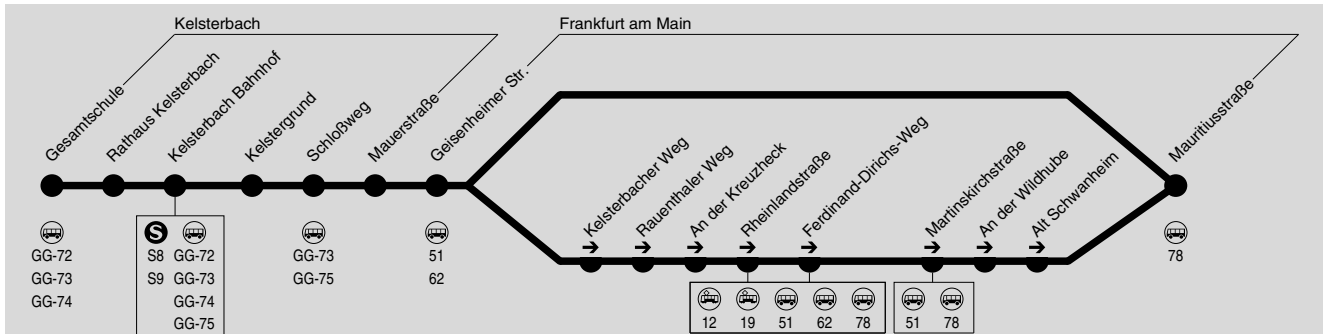 Kelsterbach
Frankfurt am Main
Gesamtschule
Rathaus Kelsterbach
Kelsterbach Bahnhof
Kelstergrund
Schloßweg
Mauerstraße
Geisenheimer Str.
Kelsterbacher Weg
Rauenthaler Weg
An der Kreuzheck
Rheinlandstraße
Ferdinand-Dirichs-Weg
Martinskirchstraße
An der Wildhube
Alt Schwanheim
Mauritiusstraße
GG-72
GG-73
GG-74
S
S8 GG-72
S9 GG-73
GG-74
GG-75
GG-73
GG-75
51
62
12 19 51 62 78
51 78
78